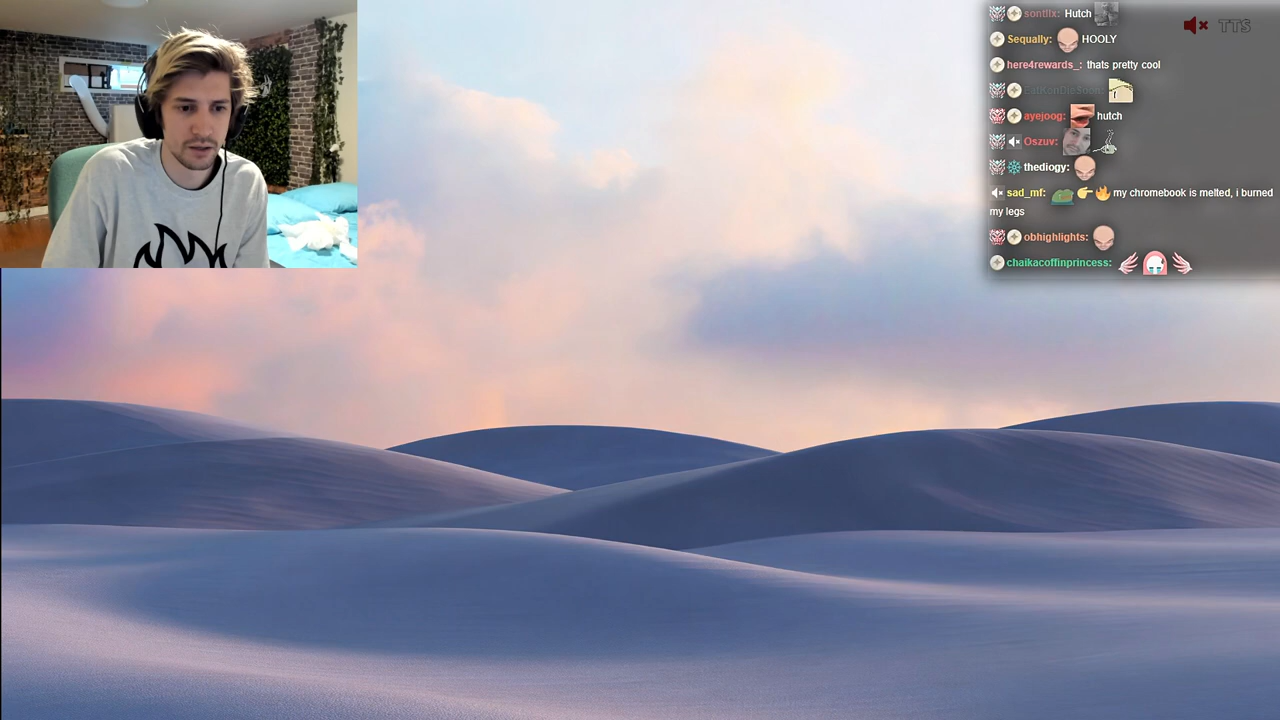 sontiix: Hutch
TTS
Sequally: HOOLY
here4rewards_: thats pretty cool
EatKonDieSoon:
ayejoog: hutch
Oszuv:
thediogy:
sad_mf: my chromebook is melted, i burned
my legs
obhighlights:
chaikacoffinprincess: